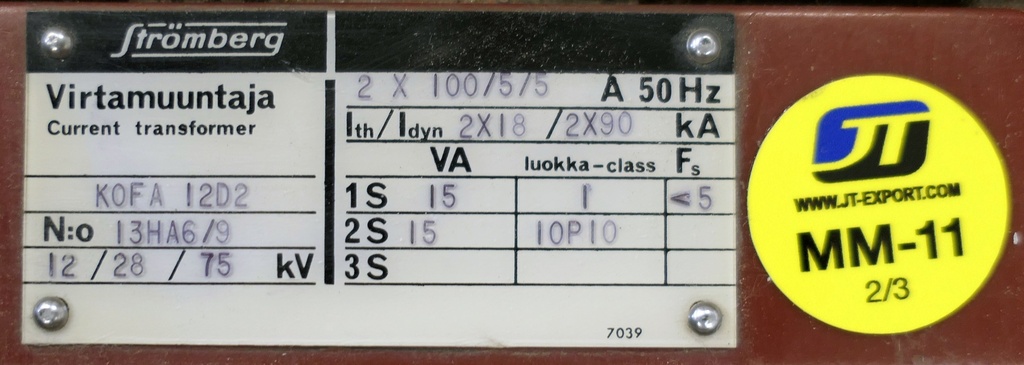 Strömberg
Virtamuuntaja
Current transformer
KOFA 12D2
N:o 13HA6/9
12 / 28 / 75 kV
2 X 100/5/5 A 50 Hz
Ith/Idyn 2X18 /2X90 kA
VA luokka-class Fs
1S 15 1 <5
2S 15 10P10
3S
7039
JT
WWW.JT-EXPORT.COM
MM-11
2/3